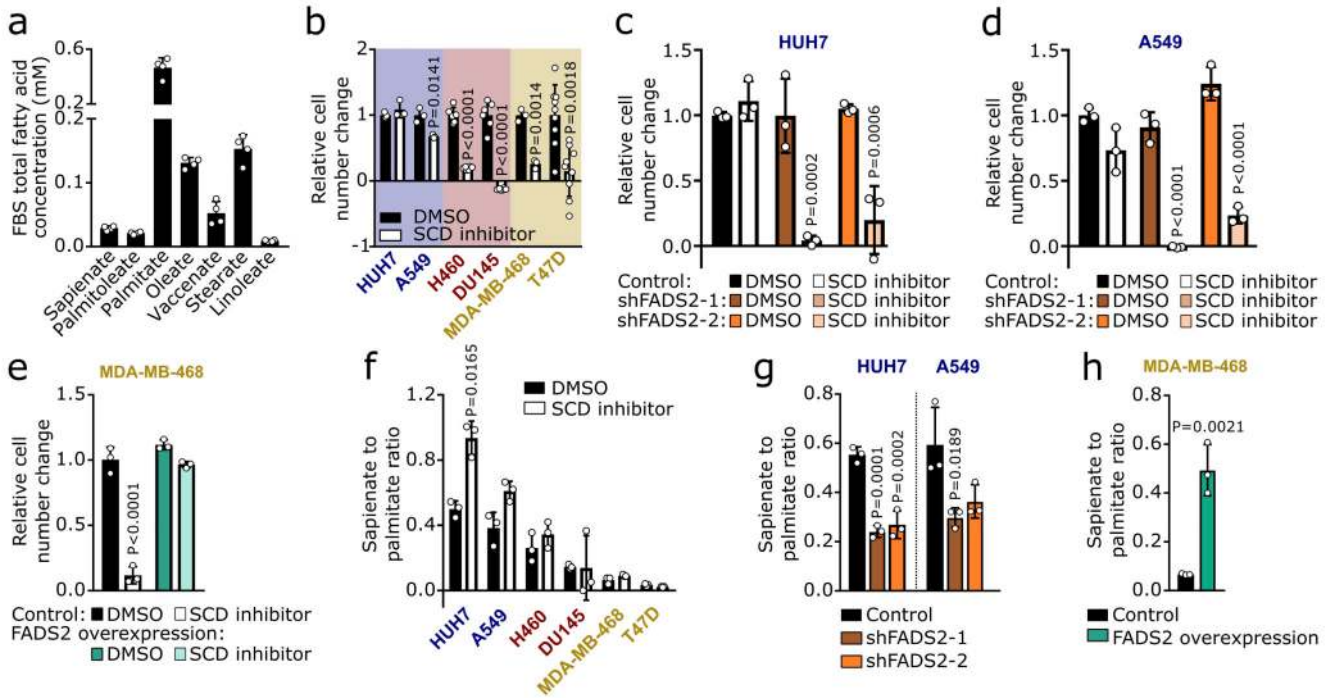 a
FBS total fatty acid
concentration (mM)
0.6
0.2
0.2
0.1
0.0
Sapienate
Palmitoleate
Palmitate
Oleate
Vaccenate
Stearate
Linoleate
b
Relative cell
number change
2
1
0
-1
P=0.0141
P<0.0001
P<0.0001
P=0.0014
P=0.0018
DMSO
SCD inhibitor
HUH7
A549
H460
DU145
MDA-MB-468
T47D
c
HUH7
Relative cell
number change
1.5
1.0
0.5
0.0
P=0.0002
P=0.0006
Control: DMSO SCD inhibitor
shFADS2-1: DMSO SCD inhibitor
shFADS2-2: DMSO SCD inhibitor
d
A549
Relative cell
number change
1.5
1.0
0.5
0.0
P<0.0001
P<0.0001
Control: DMSO SCD inhibitor
shFADS2-1: DMSO SCD inhibitor
shFADS2-2: DMSO SCD inhibitor
e
MDA-MB-468
Relative cell
number change
1.5
1.0
0.5
0.0
P<0.0001
Control: DMSO SCD inhibitor
FADS2 overexpression:
DMSO SCD inhibitor
f
Sapienate to
palmitate ratio
1.2
0.8
0.4
0.0
P=0.0165
DMSO
SCD inhibitor
HUH7
A549
H460
DU145
MDA-MB-468
T47D
g
HUH7 A549
Sapienate to
palmitate ratio
0.8
0.6
0.4
0.2
0.0
P=0.0001
P=0.0002
P=0.0189
Control
shFADS2-1
shFADS2-2
h
MDA-MB-468
Sapienate to
palmitate ratio
0.8
0.6
0.4
0.2
0.0
P=0.0021
Control
FADS2 overexpression